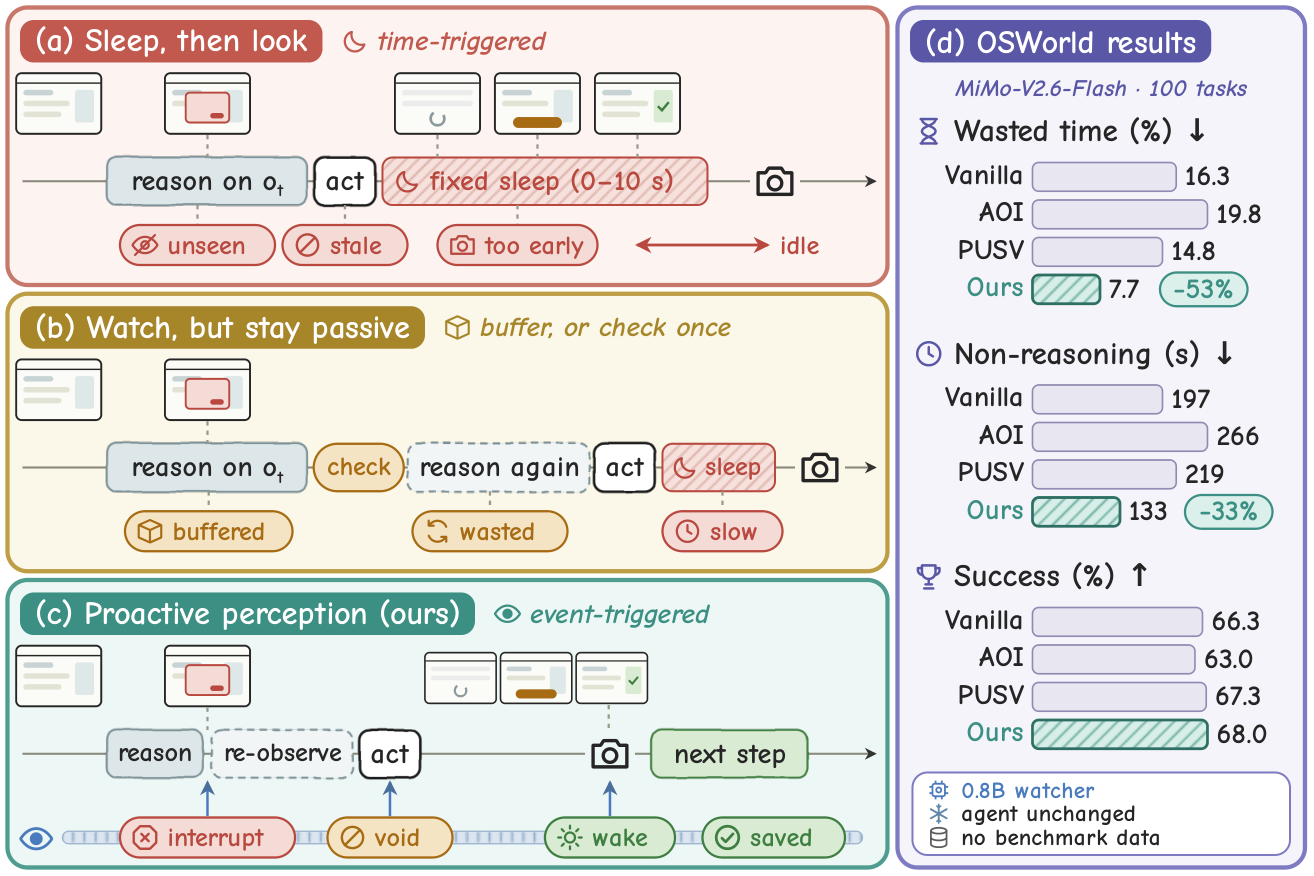 (a) Sleep, then look
time-triggered
reason on oₜ
act
fixed sleep (0–10 s)
unseen
stale
too early
idle
(b) Watch, but stay passive
buffer, or check once
reason on oₜ
check
reason again
act
sleep
buffered
wasted
slow
(c) Proactive perception (ours)
event-triggered
reason
re-observe
act
next step
interrupt
void
wake
saved
(d) OSWorld results
MiMo-V2.6-Flash · 100 tasks
Wasted time (%) ↓
Vanilla 16.3
AOI 19.8
PUSV 14.8
Ours 7.7 -53%
Non-reasoning (s) ↓
Vanilla 197
AOI 266
PUSV 219
Ours 133 -33%
Success (%) ↑
Vanilla 66.3
AOI 63.0
PUSV 67.3
Ours 68.0
0.8B watcher
agent unchanged
no benchmark data